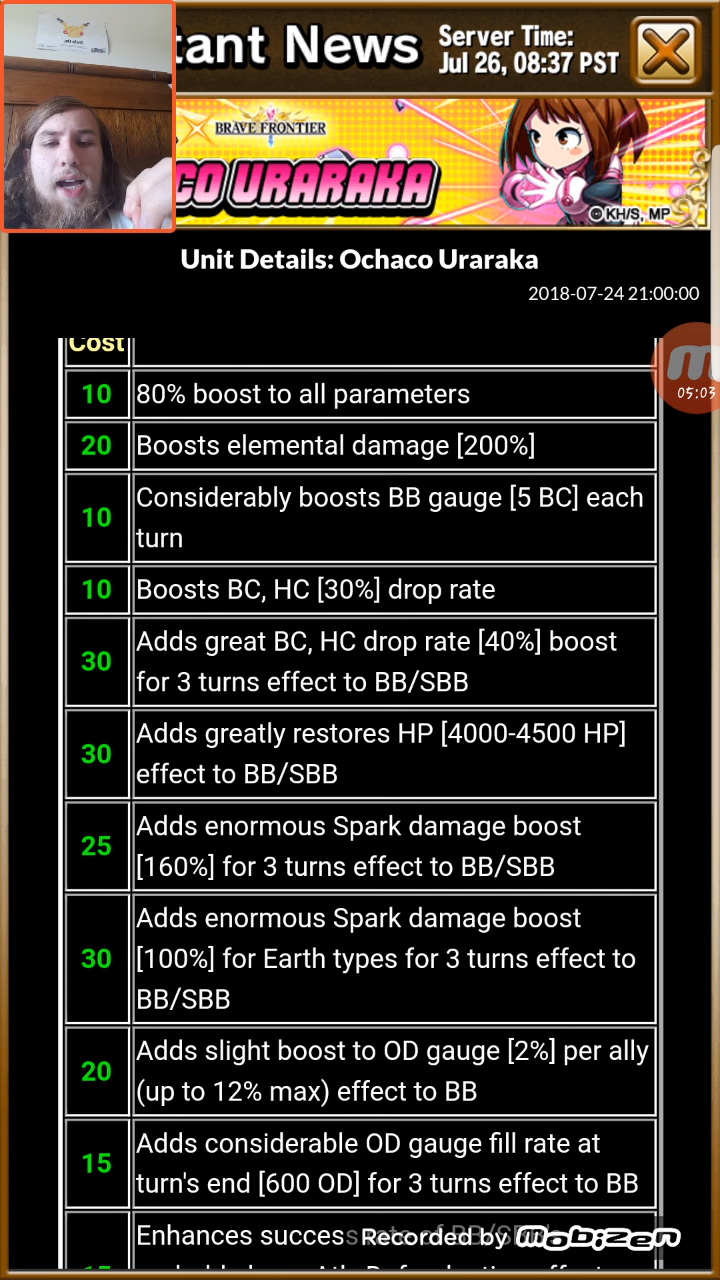 tant News
Server Time:
Jul 26, 08:37 PST
BRAVE FRONTIER
CO URARAKA
© KH/S, MP
Unit Details: Ochaco Uraraka
2018-07-24 21:00:00
Cost
05:03
10 80% boost to all parameters
20 Boosts elemental damage [200%]
10 Considerably boosts BB gauge [5 BC] each
turn
10 Boosts BC, HC [30%] drop rate
30 Adds great BC, HC drop rate [40%] boost
for 3 turns effect to BB/SBB
30 Adds greatly restores HP [4000-4500 HP]
effect to BB/SBB
25 Adds enormous Spark damage boost
[160%] for 3 turns effect to BB/SBB
30 Adds enormous Spark damage boost
[100%] for Earth types for 3 turns effect to
BB/SBB
20 Adds slight boost to OD gauge [2%] per ally
(up to 12% max) effect to BB
15 Adds considerable OD gauge fill rate at
turn's end [600 OD] for 3 turns effect to BB
Enhances success rate of BB/SBB's
Recorded by Mobizen